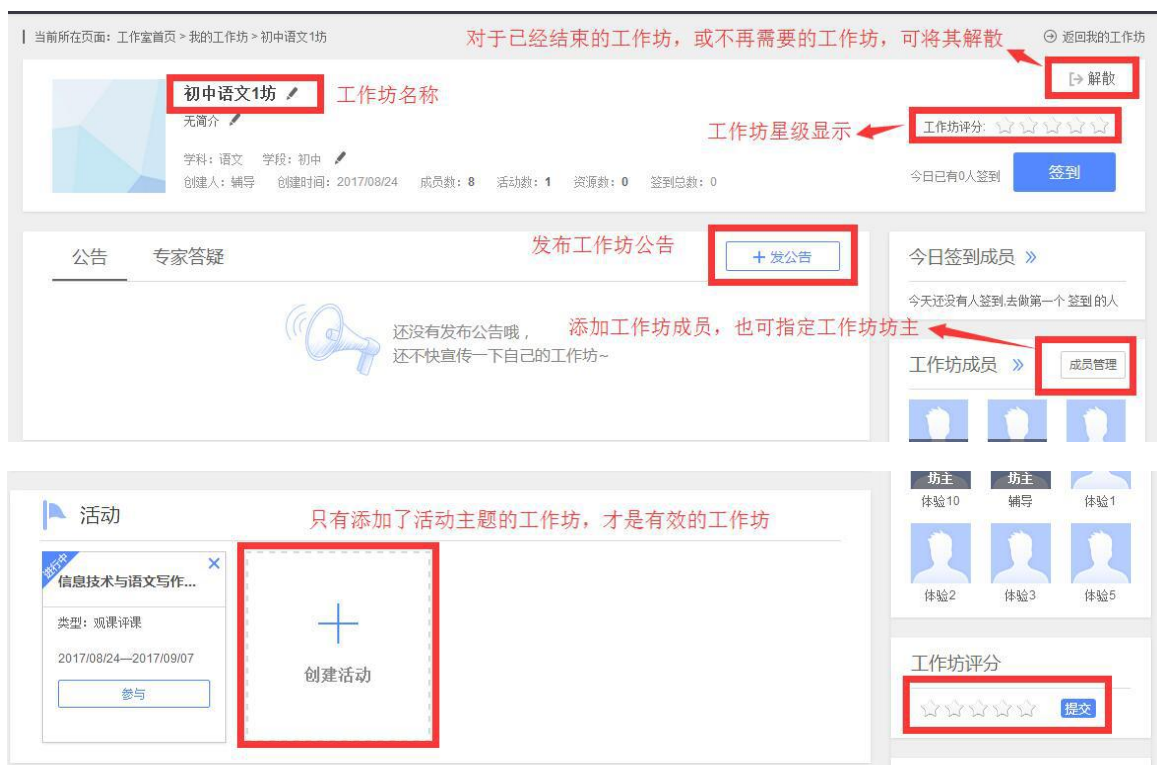 当前所在页面：工作室首页 > 我的工作坊 > 初中语文1坊
对于已经结束的工作坊，或不再需要的工作坊，可将其解散
返回我的工作坊
解散
初中语文1坊
工作坊名称
无简介
工作坊星级显示
工作坊评分:
学科：语文 学段：初中
创建人：辅导 创建时间：2017/08/24 成员数：8 活动数：1 资源数：0 签到总数：0
今日已有0人签到
签到
公告 专家答疑
发布工作坊公告
+ 发公告
还没有发布公告哦，
还不快宣传一下自己的工作坊~
今日签到成员 »
今天还没有人签到,去做第一个 签到 的人
添加工作坊成员，也可指定工作坊坊主
工作坊成员 »
成员管理
活动
只有添加了活动主题的工作坊，才是有效的工作坊
进行中
信息技术与语文写作...
类型：观课评课
2017/08/24—2017/09/07
参与
创建活动
坊主 坊主
体验10 辅导 体验1
体验2 体验3 体验5
工作坊评分
提交